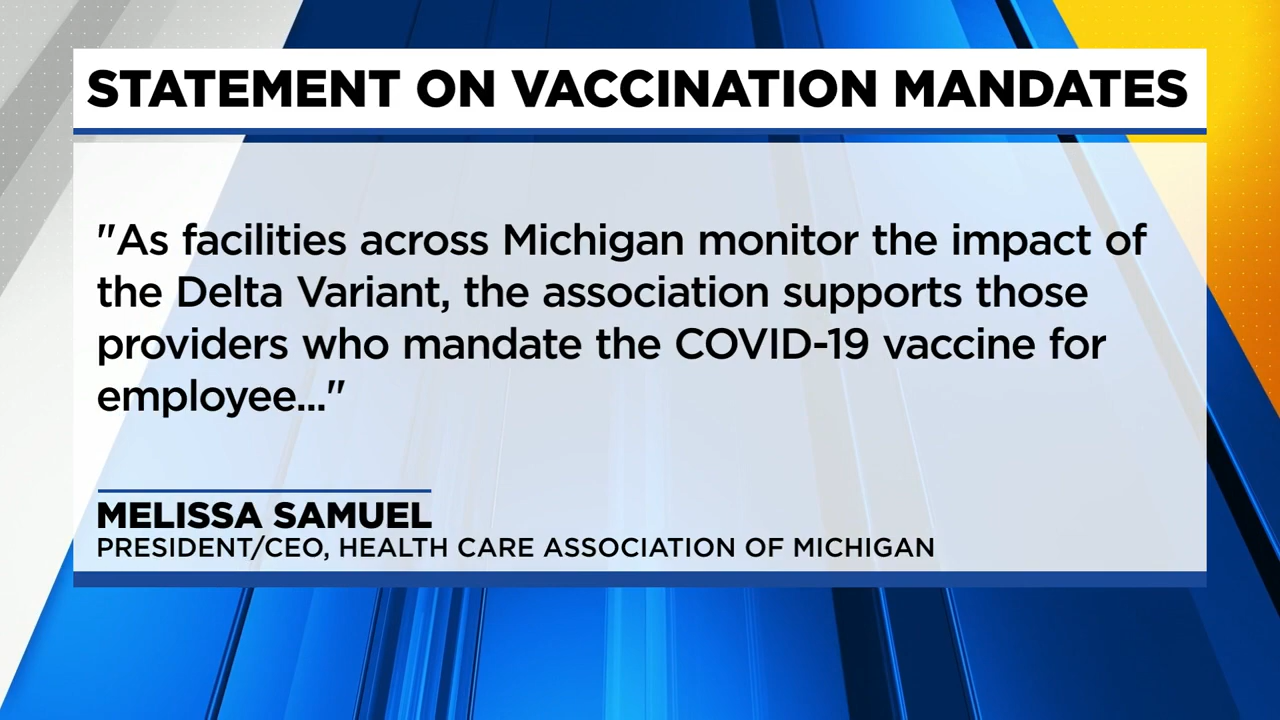 STATEMENT ON VACCINATION MANDATES
"As facilities across Michigan monitor the impact of
the Delta Variant, the association supports those
providers who mandate the COVID-19 vaccine for
employee..."
MELISSA SAMUEL
PRESIDENT/CEO, HEALTH CARE ASSOCIATION OF MICHIGAN